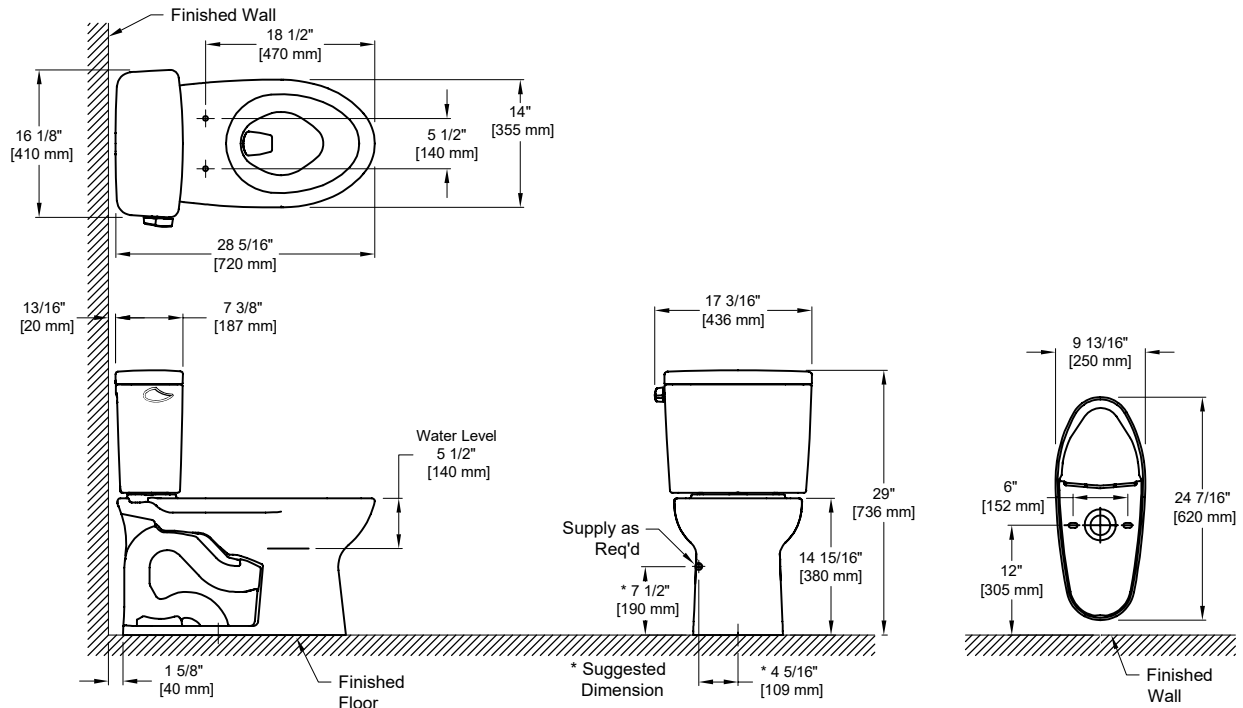 Finished Wall
18 1/2"
[470 mm]
16 1/8"
[410 mm]
14"
[355 mm]
5 1/2"
[140 mm]
28 5/16"
[720 mm]
13/16"
[20 mm]
7 3/8"
[187 mm]
Water Level
5 1/2"
[140 mm]
1 5/8"
[40 mm]
Finished
Floor
17 3/16"
[436 mm]
29"
[736 mm]
Supply as
Req'd
14 15/16"
[380 mm]
* 7 1/2"
[190 mm]
* Suggested
Dimension
* 4 5/16"
[109 mm]
9 13/16"
[250 mm]
6"
[152 mm]
24 7/16"
[620 mm]
12"
[305 mm]
Finished
Wall